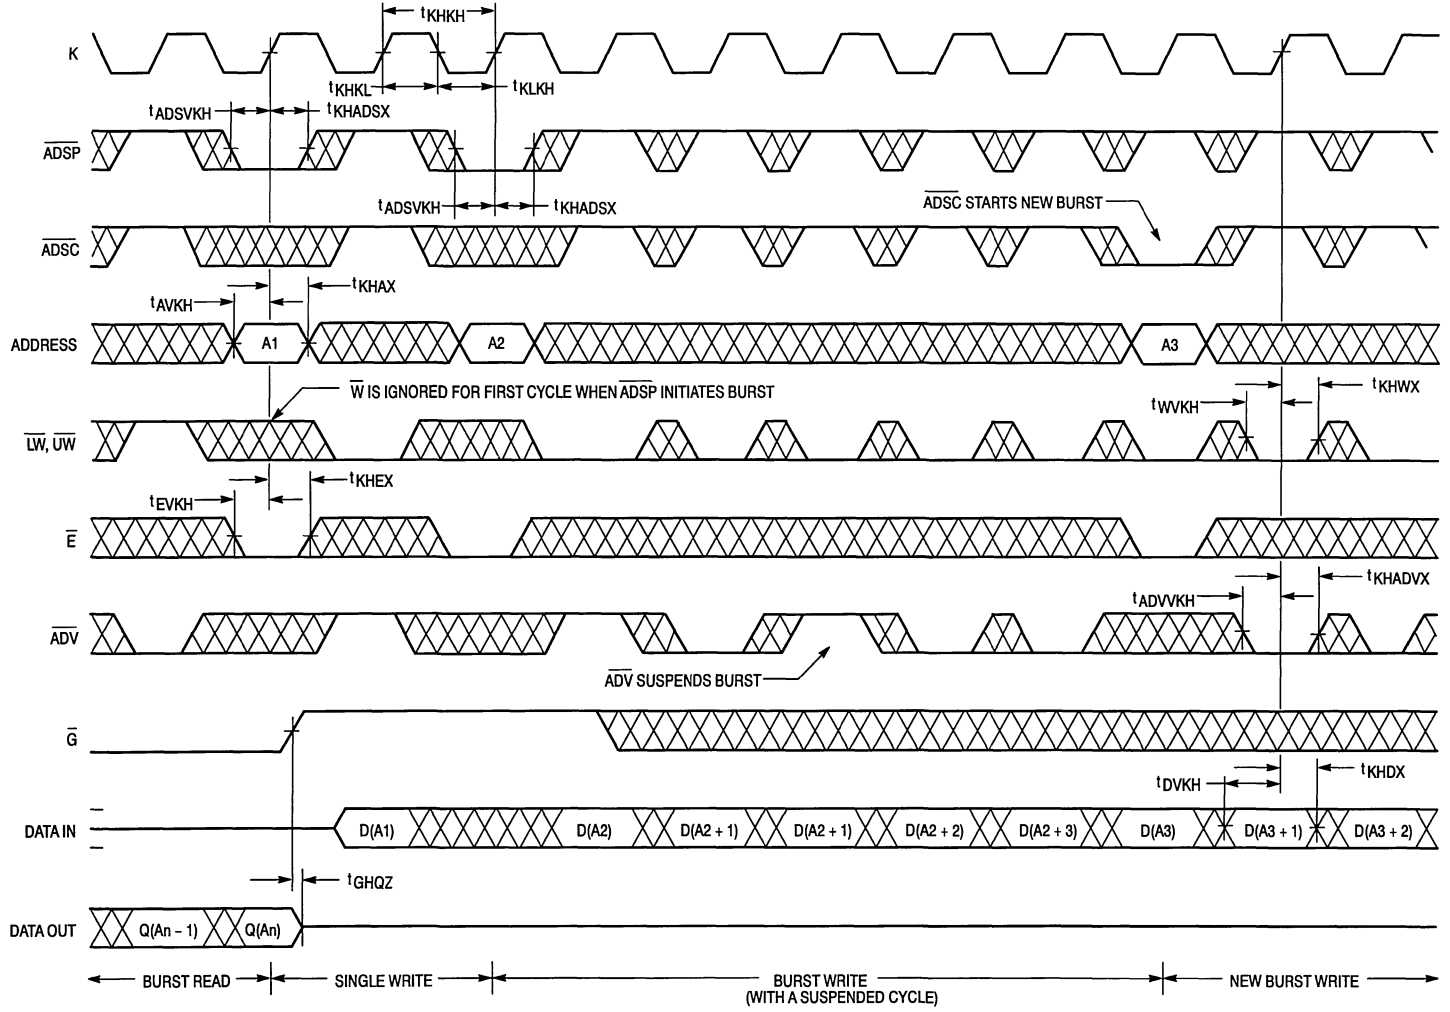 tKHKH
K
tKHKL
tKLKH
tADSVKH
tKHADSX
ADSP
tADSVKH
tKHADSX
ADSC STARTS NEW BURST
ADSC
tKHAX
tAVKH
ADDRESS
A1
A2
A3
W IS IGNORED FOR FIRST CYCLE WHEN ADSP INITIATES BURST
tKHWX
tWVKH
LW, UW
tKHEX
tEVKH
E
tKHADVX
tADVVKH
ADV
ADV SUSPENDS BURST
G
tKHDX
tDVKH
DATA IN
D(A1)
D(A2)
D(A2 + 1)
D(A2 + 1)
D(A2 + 2)
D(A2 + 3)
D(A3)
D(A3 + 1)
D(A3 + 2)
tGHQZ
DATA OUT
Q(An – 1)
Q(An)
BURST READ
SINGLE WRITE
BURST WRITE
(WITH A SUSPENDED CYCLE)
NEW BURST WRITE